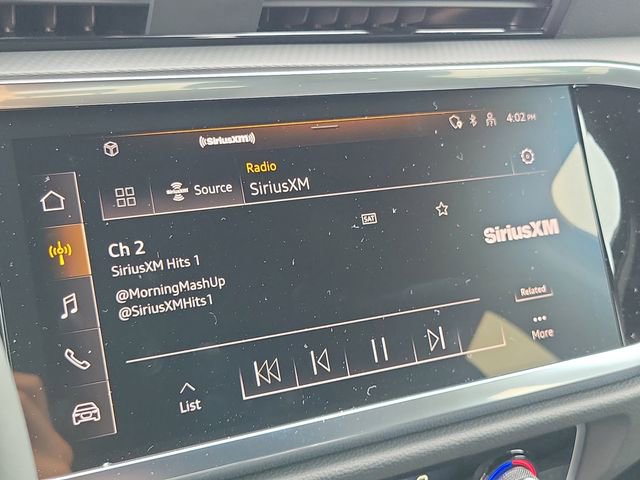 ((SiriusXM))
4:02 PM
Radio
SiriusXM
Source
SiriusXM
SAT
Ch 2
SiriusXM Hits 1
@MorningMashUp
@SiriusXMHits1
SiriusXM
Related
More
List